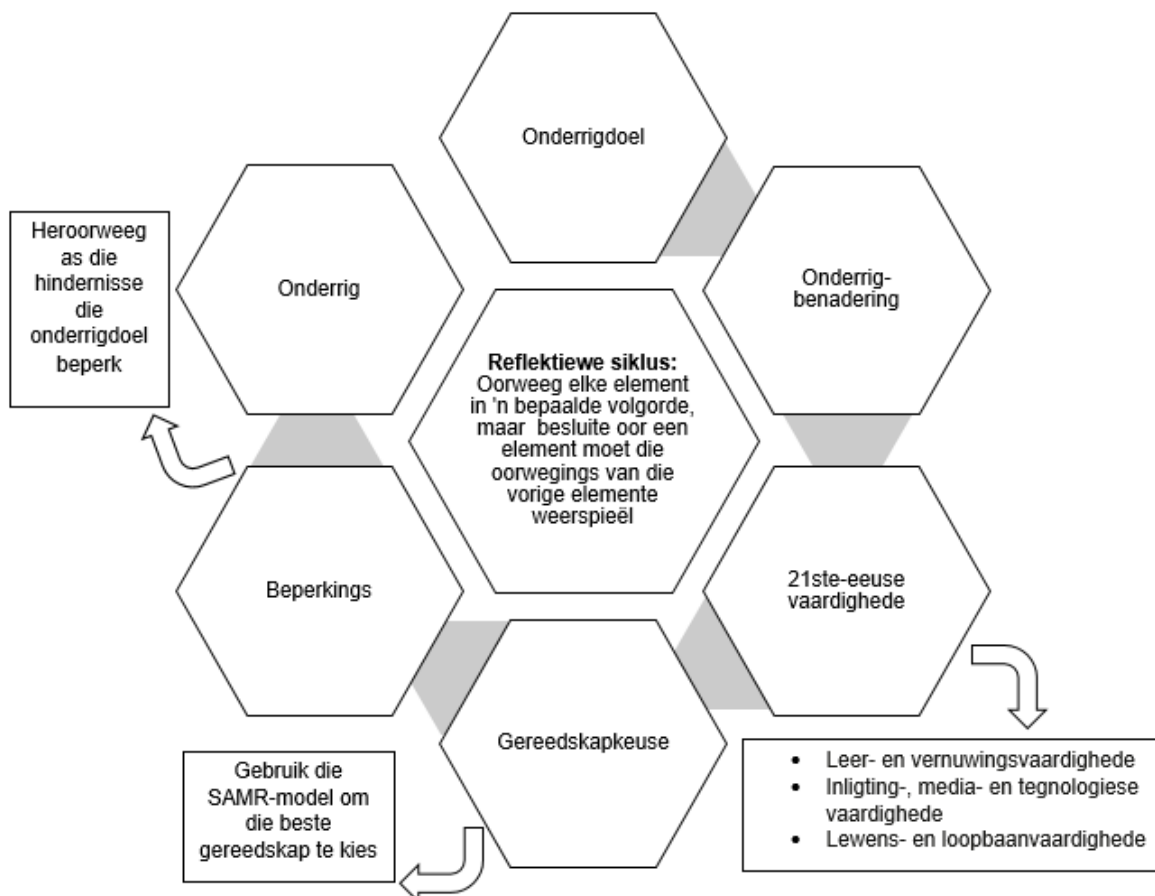 Onderrigdoel
Onderrig-
benadering
21ste-eeuse
vaardighede
• Leer- en vernuwingsvaardighede
• Inligting-, media- en tegnologiese
vaardighede
• Lewens- en loopbaanvaardighede
Gereedskapkeuse
Gebruik die
SAMR-model om
die beste
gereedskap te kies
Beperkings
Heroorweeg
as die
hindernisse
die
onderrigdoel
beperk
Onderrig
Reflektiewe siklus:
Oorweeg elke element
in 'n bepaalde volgorde,
maar besluite oor een
element moet die
oorwegings van die
vorige elemente
weerspieël